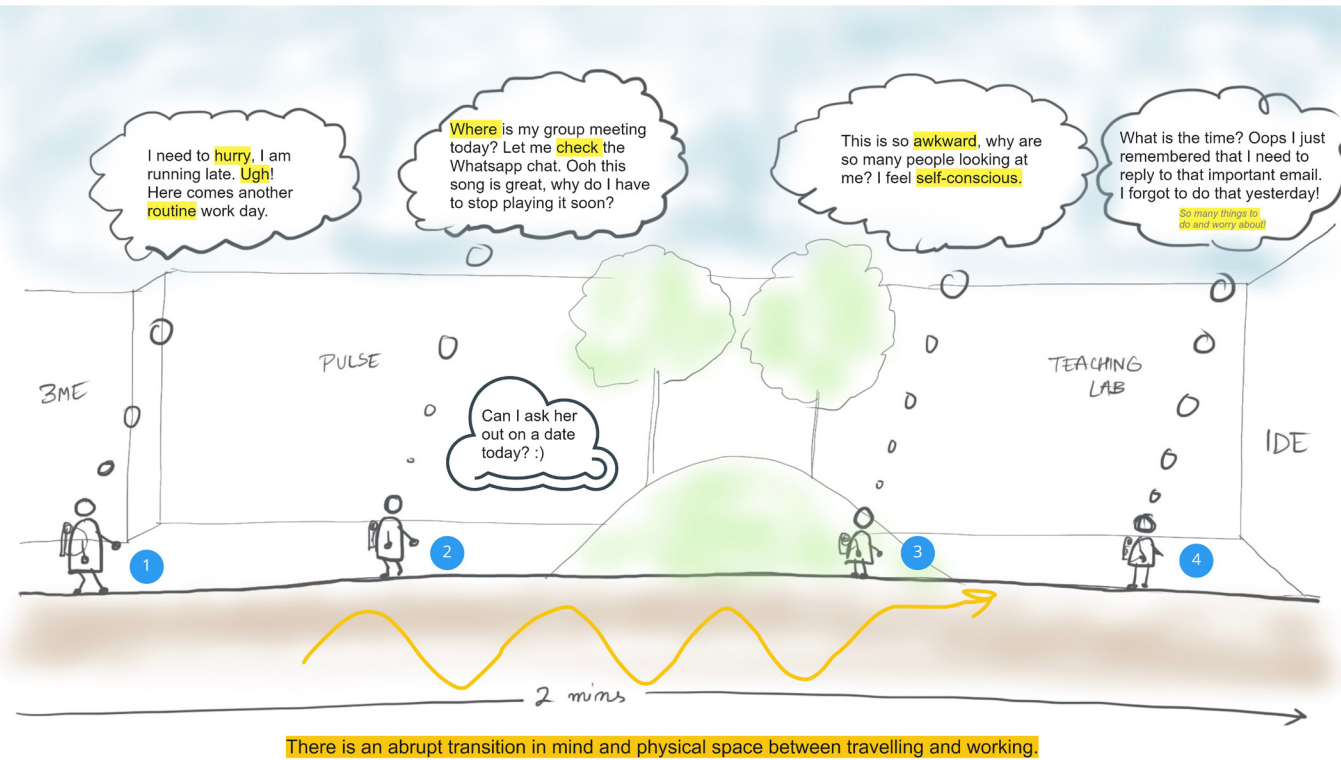 I need to hurry, I am
running late. Ugh!
Here comes another
routine work day.
Where is my group meeting
today? Let me check the
Whatsapp chat. Ooh this
song is great, why do I have
to stop playing it soon?
This is so awkward, why are
so many people looking at
me? I feel self-conscious.
What is the time? Oops I just
remembered that I need to
reply to that important email.
I forgot to do that yesterday!
So many things to
do and worry about!
3ME
PULSE
Can I ask her
out on a date
today? :)
TEACHING
LAB
IDE
1
2
3
4
2 mins
There is an abrupt transition in mind and physical space between travelling and working.